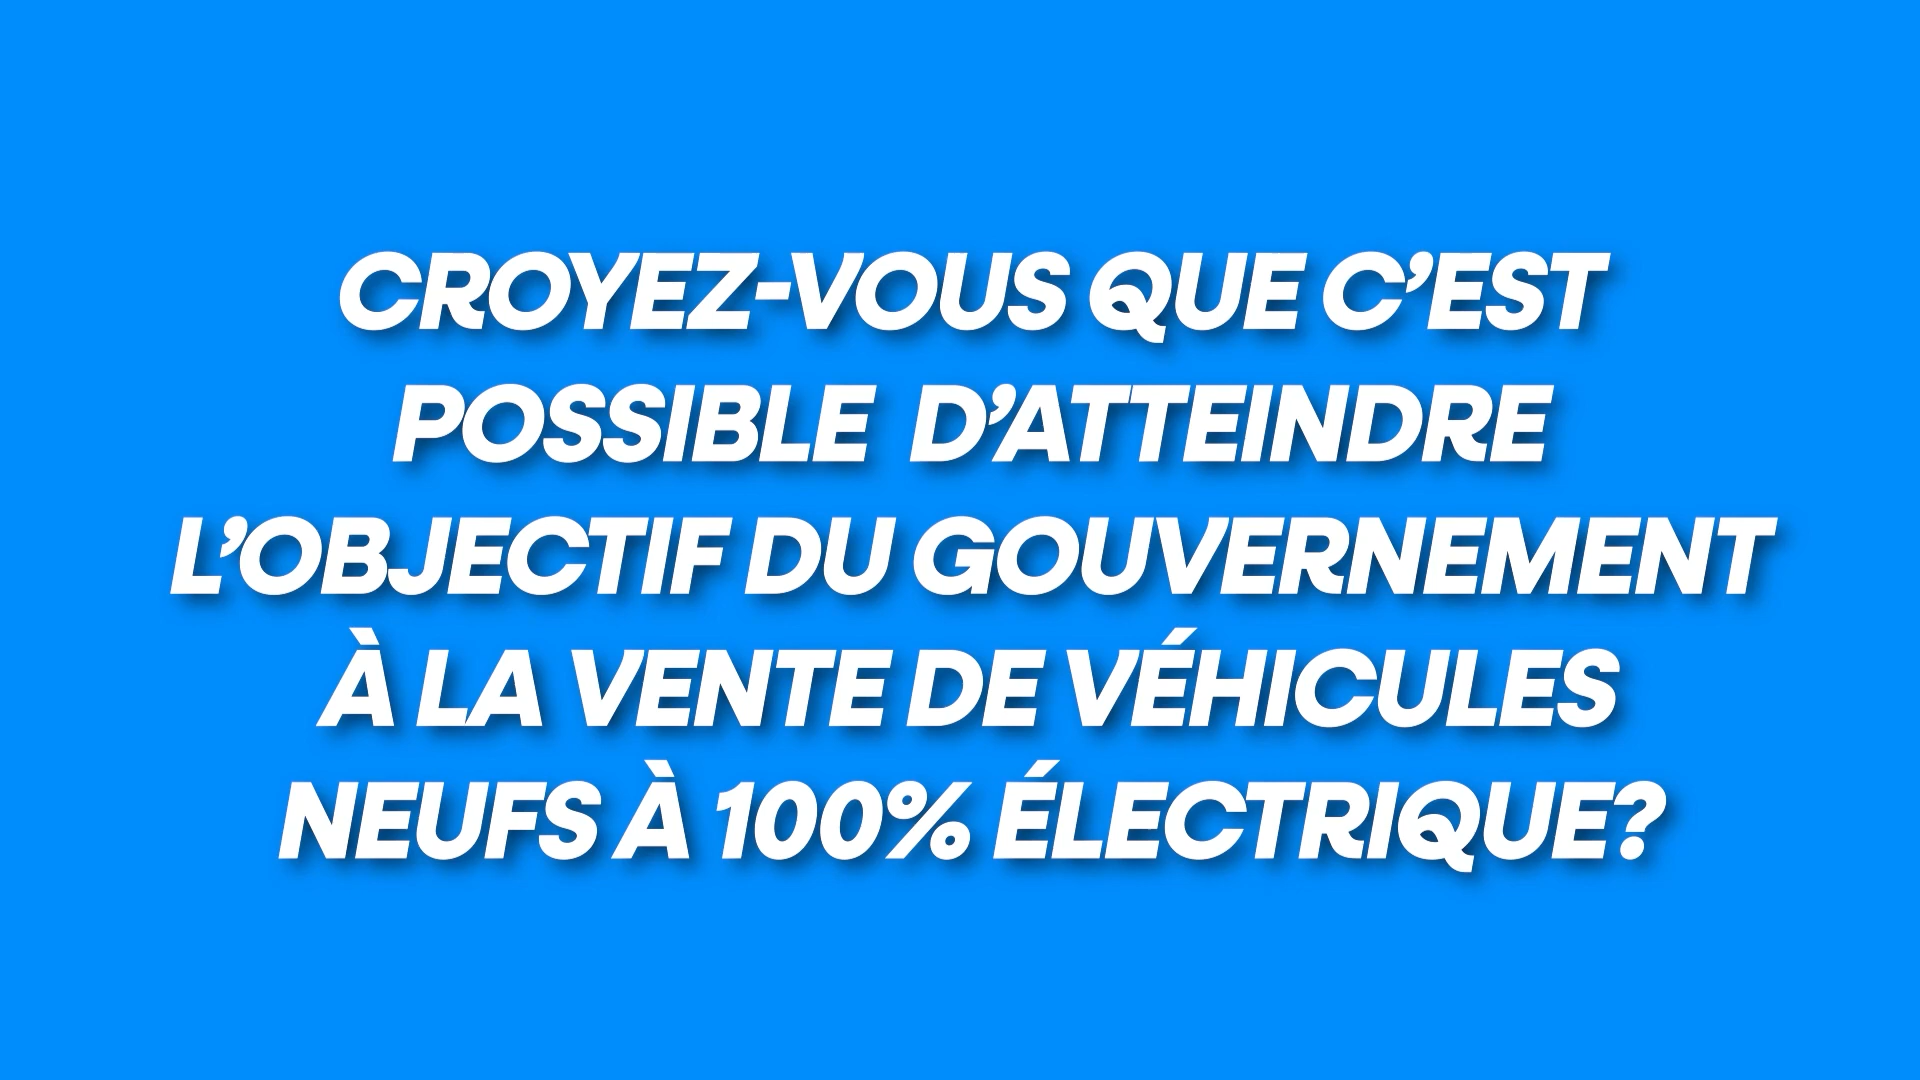 CROYEZ-VOUS QUE C’EST
POSSIBLE D’ATTEINDRE
L’OBJECTIF DU GOUVERNEMENT
À LA VENTE DE VÉHICULES
NEUFS À 100% ÉLECTRIQUE?